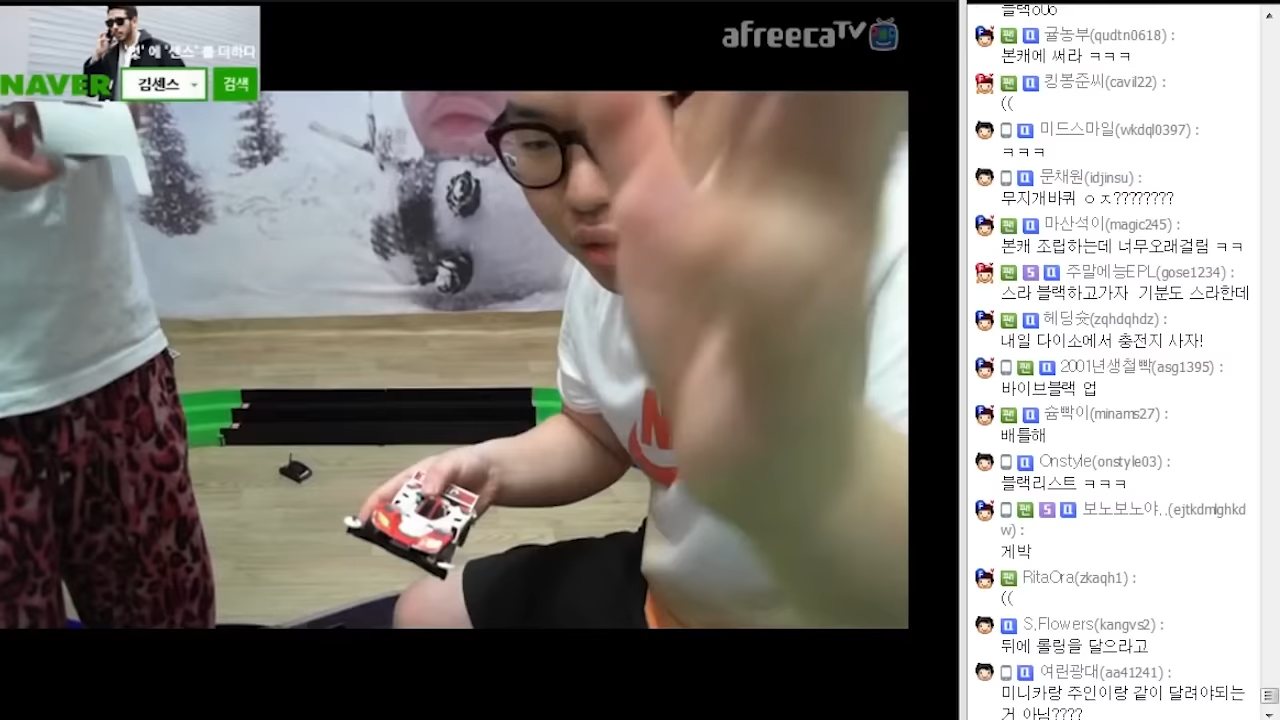 '멋' 에 '센스' 를 더하다
NAVER 김센스 검색
afreecaTV
블랙oUo
귤농부(qudtn0618) :
본캐에 써라 ㅋㅋㅋ
킹봉준씨(cavil22) :
((
미드스마일(wkdql0397) :
ㅋㅋㅋ
문채원(idjinsu) :
무지개바퀴 ㅇㅈ????????
마산석이(magic245) :
본캐 조립하는데 너무오래걸림 ㅋㅋ
주말에능EPL(gose1234) :
스라 블랙하고가자 기분도 스라한데
헤딩슛(zqhdqhdz) :
내일 다이소에서 충전지 사자!
2001년생철빡(asg1395) :
바이브블랙 업
슘빡이(minams27) :
배틀해
Onstyle(onstyle03) :
블랙리스트 ㅋㅋㅋ
보노보노야..(ejtkdmlghkd
w) :
게박
RitaOra(zkaqh1) :
((
S.Flowers(kangvs2) :
뒤에 롤링을 달으라고
여린광대(aa41241) :
미니카랑 주인이랑 같이 달려야되는
거 아님????